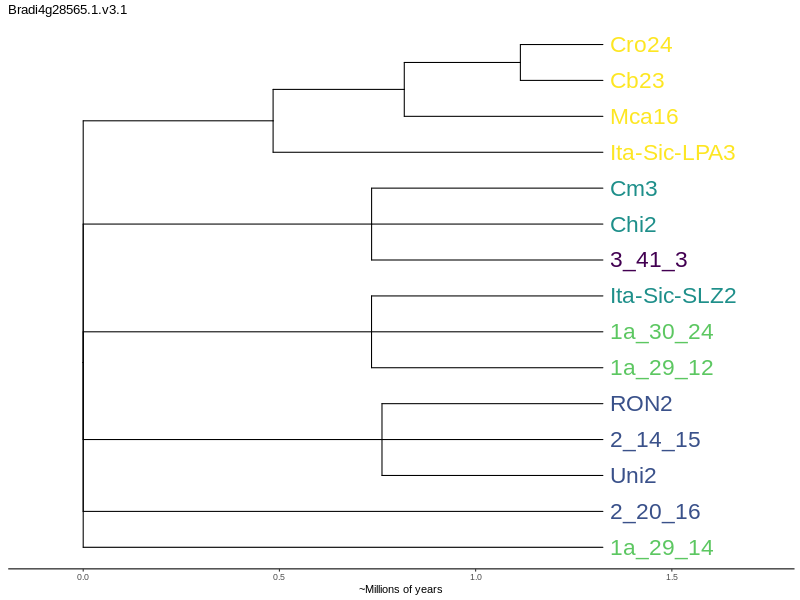 Bradi4g28565.1.v3.1
Cro24
Cb23
Mca16
Ita-Sic-LPA3
Cm3
Chi2
3_41_3
Ita-Sic-SLZ2
1a_30_24
1a_29_12
RON2
2_14_15
Uni2
2_20_16
1a_29_14
0.0 0.5 1.0 1.5
~Millions of years